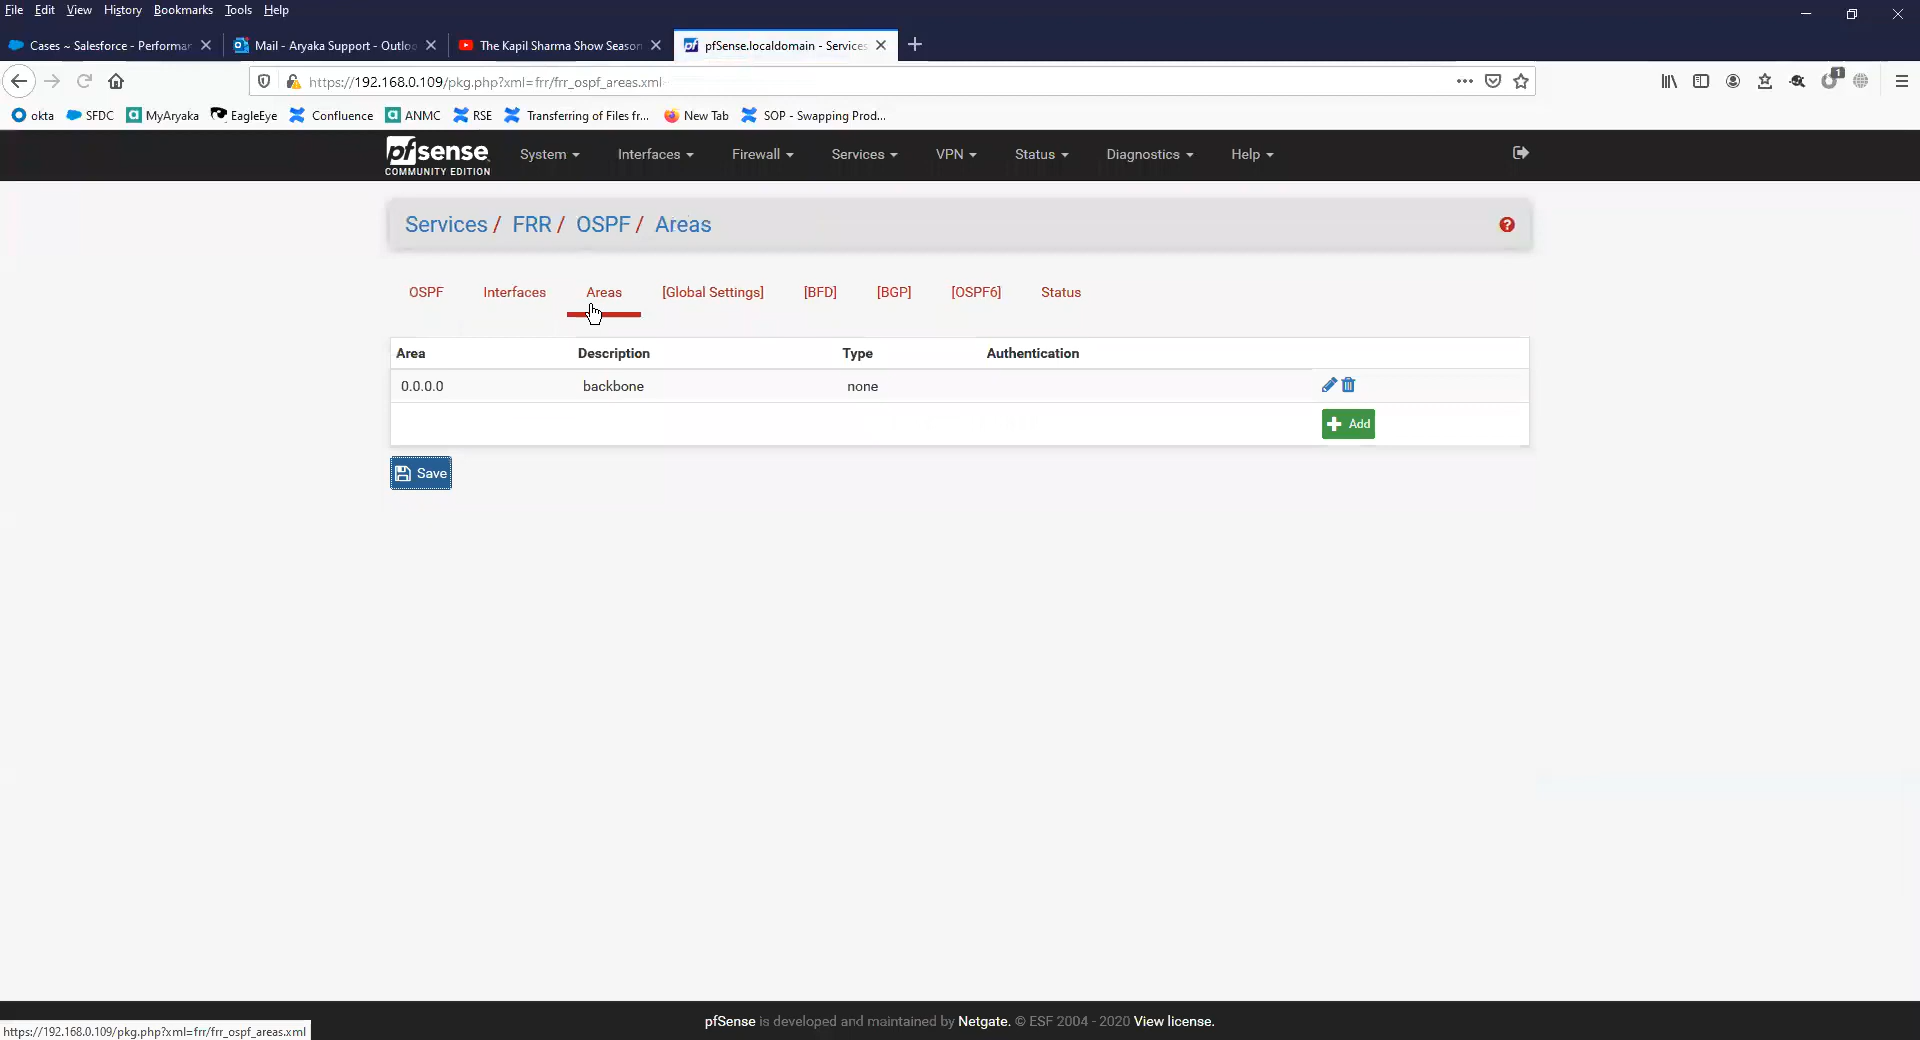 File Edit View History Bookmarks Tools Help
Cases ~ Salesforce - Performan
Mail - Aryaka Support - Outloo
The Kapil Sharma Show Season
pfSense.localdomain - Services
https://192.168.0.109/pkg.php?xml=frr/frr_ospf_areas.xml
1
okta SFDC MyAryaka EagleEye Confluence ANMC RSE Transferring of Files fr... New Tab SOP - Swapping Prod...
pfsense
COMMUNITY EDITION
System Interfaces Firewall Services VPN Status Diagnostics Help
Services / FRR / OSPF / Areas
OSPF Interfaces Areas [Global Settings] [BFD] [BGP] [OSPF6] Status
Area Description Type Authentication
0.0.0.0 backbone none
Add
Save
pfSense is developed and maintained by Netgate. © ESF 2004 - 2020 View license.
https://192.168.0.109/pkg.php?xml=frr/frr_ospf_areas.xml